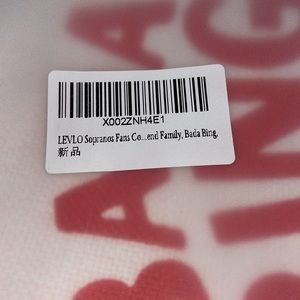 X002ZNH4E1
LEVLO Sopranos Fans Co...end Family, Bada Bing,
新品
BADA
BING